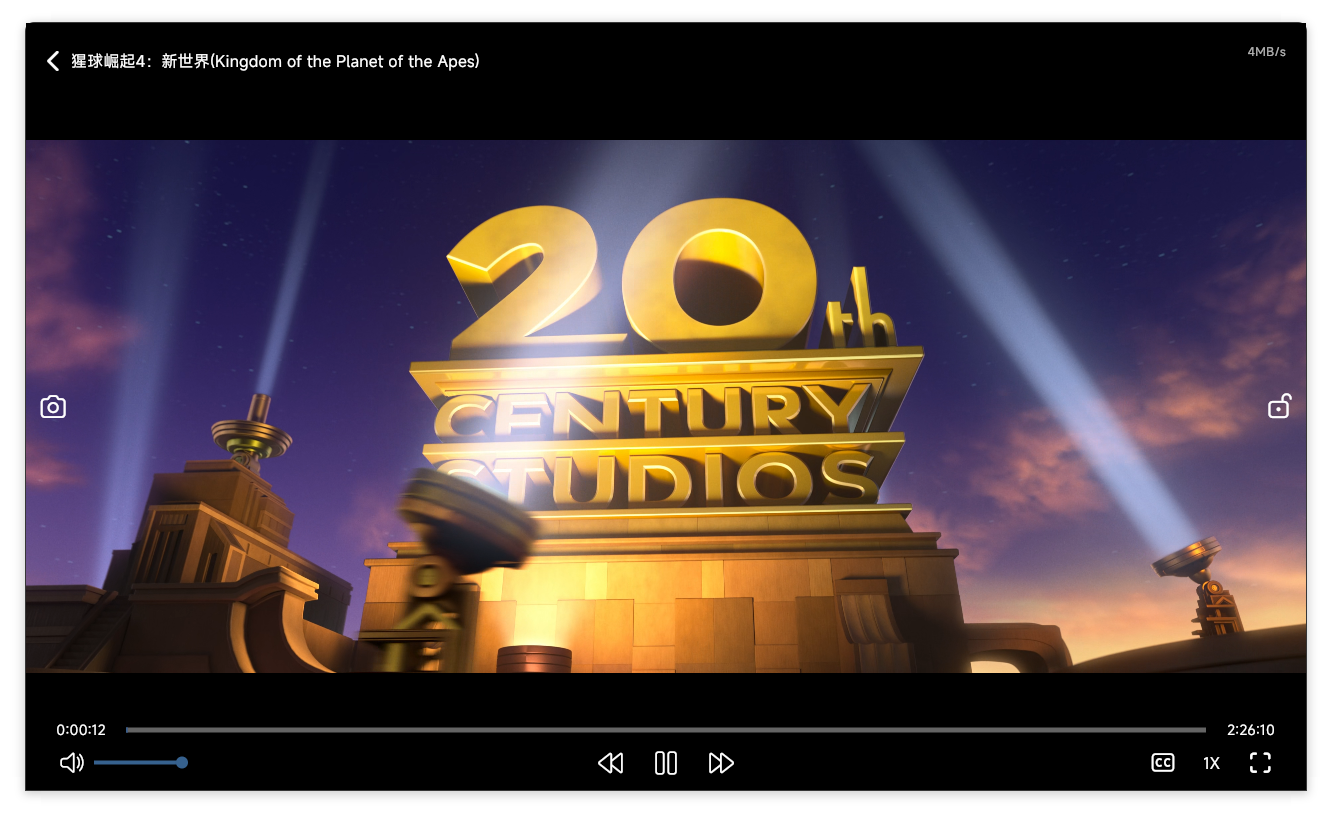 猩球崛起4：新世界(Kingdom of the Planet of the Apes)
4MB/s
20th
CENTURY
STUDIOS
0:00:12
2:26:10
CC
1X